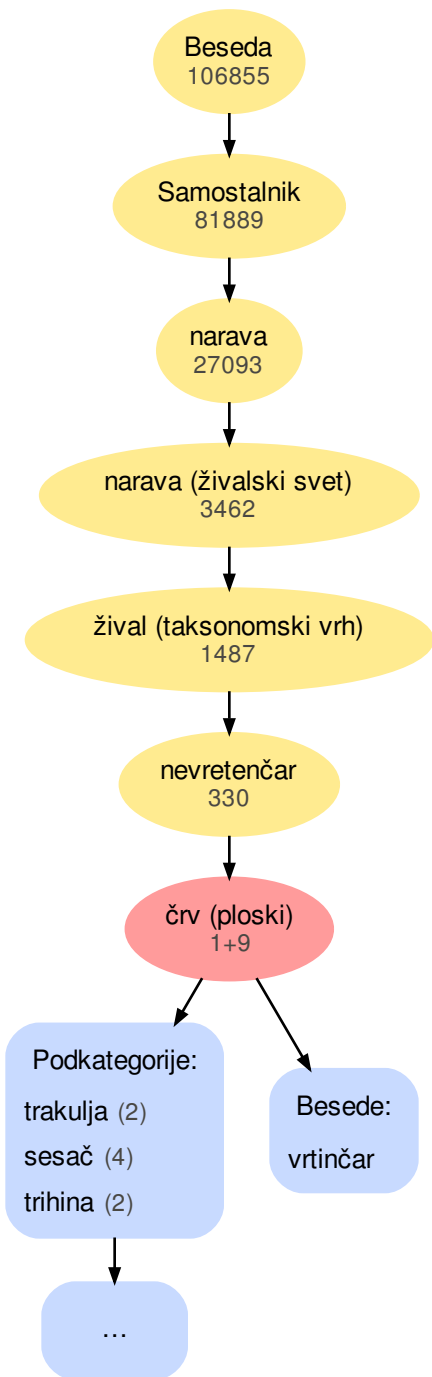 Beseda
106855
Samostalnik
81889
narava
27093
narava (živalski svet)
3462
žival (taksonomski vrh)
1487
nevretenčar
330
črv (ploski)
1+9
Podkategorije:
trakulja (2)
sesač (4)
trihina (2)
Besede:
vrtinčar
...